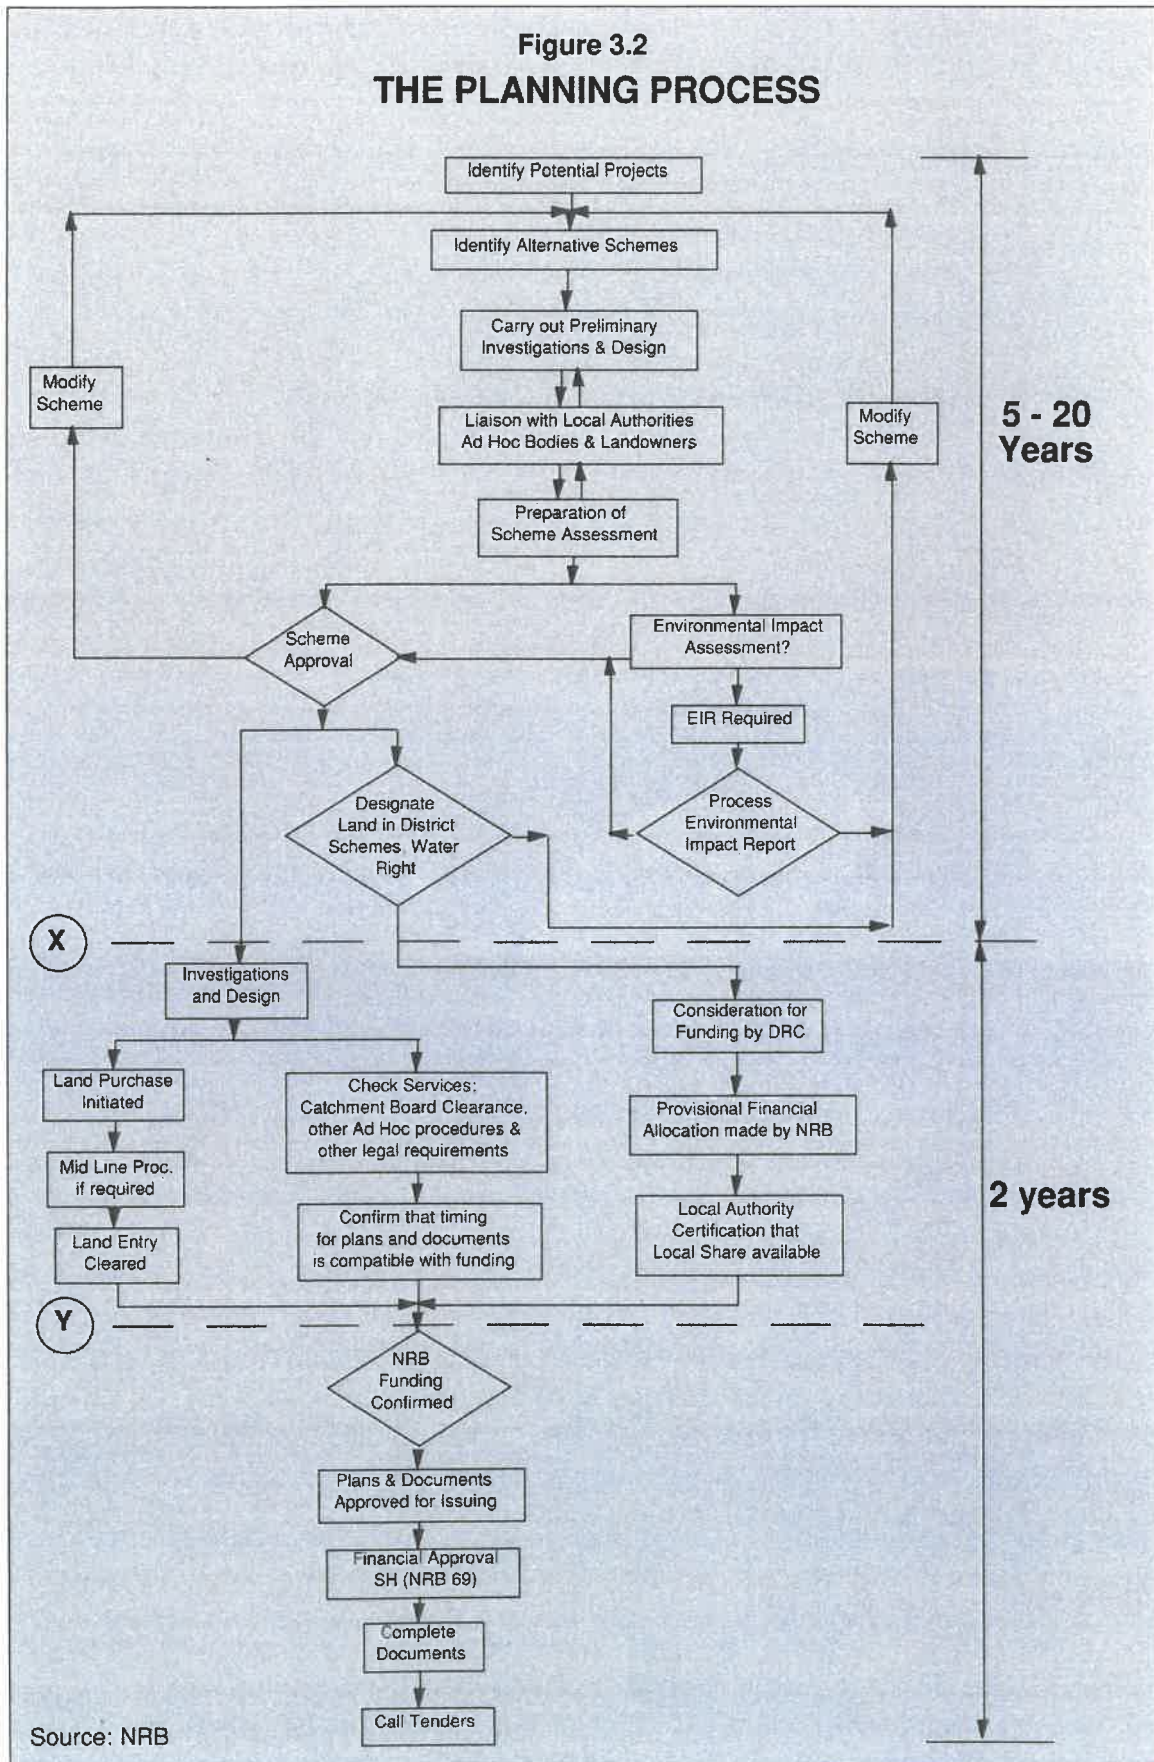 Figure 3.2
THE PLANNING PROCESS
Identify Potential Projects
Identify Alternative Schemes
Carry out Preliminary
Investigations & Design
Modify
Scheme
Liaison with Local Authorities
Ad Hoc Bodies & Landowners
Modify
Scheme
5 - 20
Years
Preparation of
Scheme Assessment
Scheme
Approval
Environmental Impact
Assessment?
EIR Required
Designate
Land in District
Schemes Water
Right
Process
Environmental
Impact Report
X
Investigations
and Design
Consideration for
Funding by DRC
Land Purchase
Initiated
Check Services:
Catchment Board Clearance,
other Ad Hoc procedures &
other legal requirements
Provisional Financial
Allocation made by NRB
Mid Line Proc.
if required
2 years
Land Entry
Cleared
Confirm that timing
for plans and documents
is compatible with funding
Local Authority
Certification that
Local Share available
Y
NRB
Funding
Confirmed
Plans & Documents
Approved for Issuing
Financial Approval
SH (NRB 69)
Complete
Documents
Call Tenders
Source: NRB